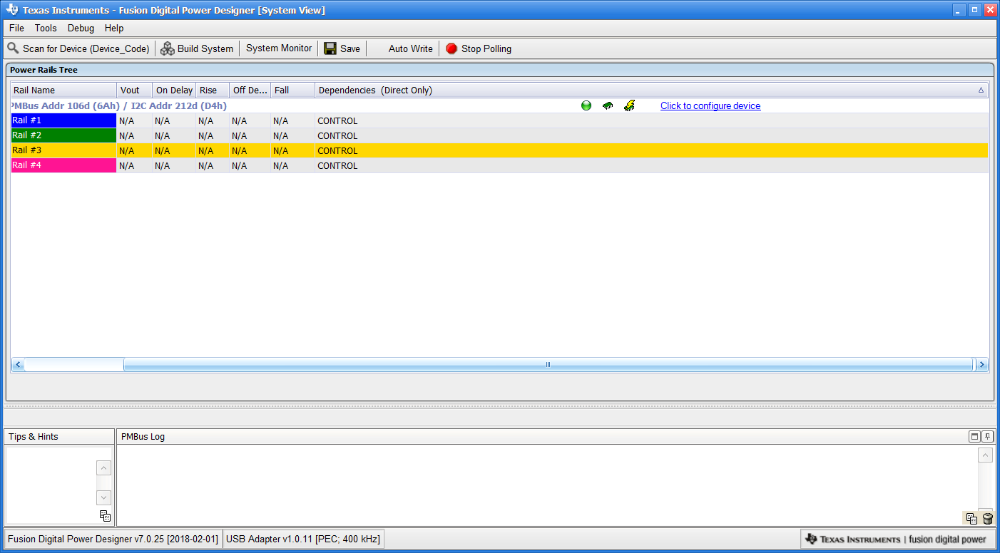 Texas Instruments - Fusion Digital Power Designer [System View]
File Tools Debug Help
Scan for Device (Device_Code) Build System System Monitor Save Auto Write Stop Polling
Power Rails Tree
Rail Name Vout On Delay Rise Off De... Fall Dependencies (Direct Only)
PMBus Addr 106d (6Ah) / I2C Addr 212d (D4h) Click to configure device
Rail #1 N/A N/A N/A N/A N/A CONTROL
Rail #2 N/A N/A N/A N/A N/A CONTROL
Rail #3 N/A N/A N/A N/A N/A CONTROL
Rail #4 N/A N/A N/A N/A N/A CONTROL
Tips & Hints PMBus Log
Fusion Digital Power Designer v7.0.25 [2018-02-01] USB Adapter v1.0.11 [PEC; 400 kHz] TEXAS INSTRUMENTS | fusion digital power